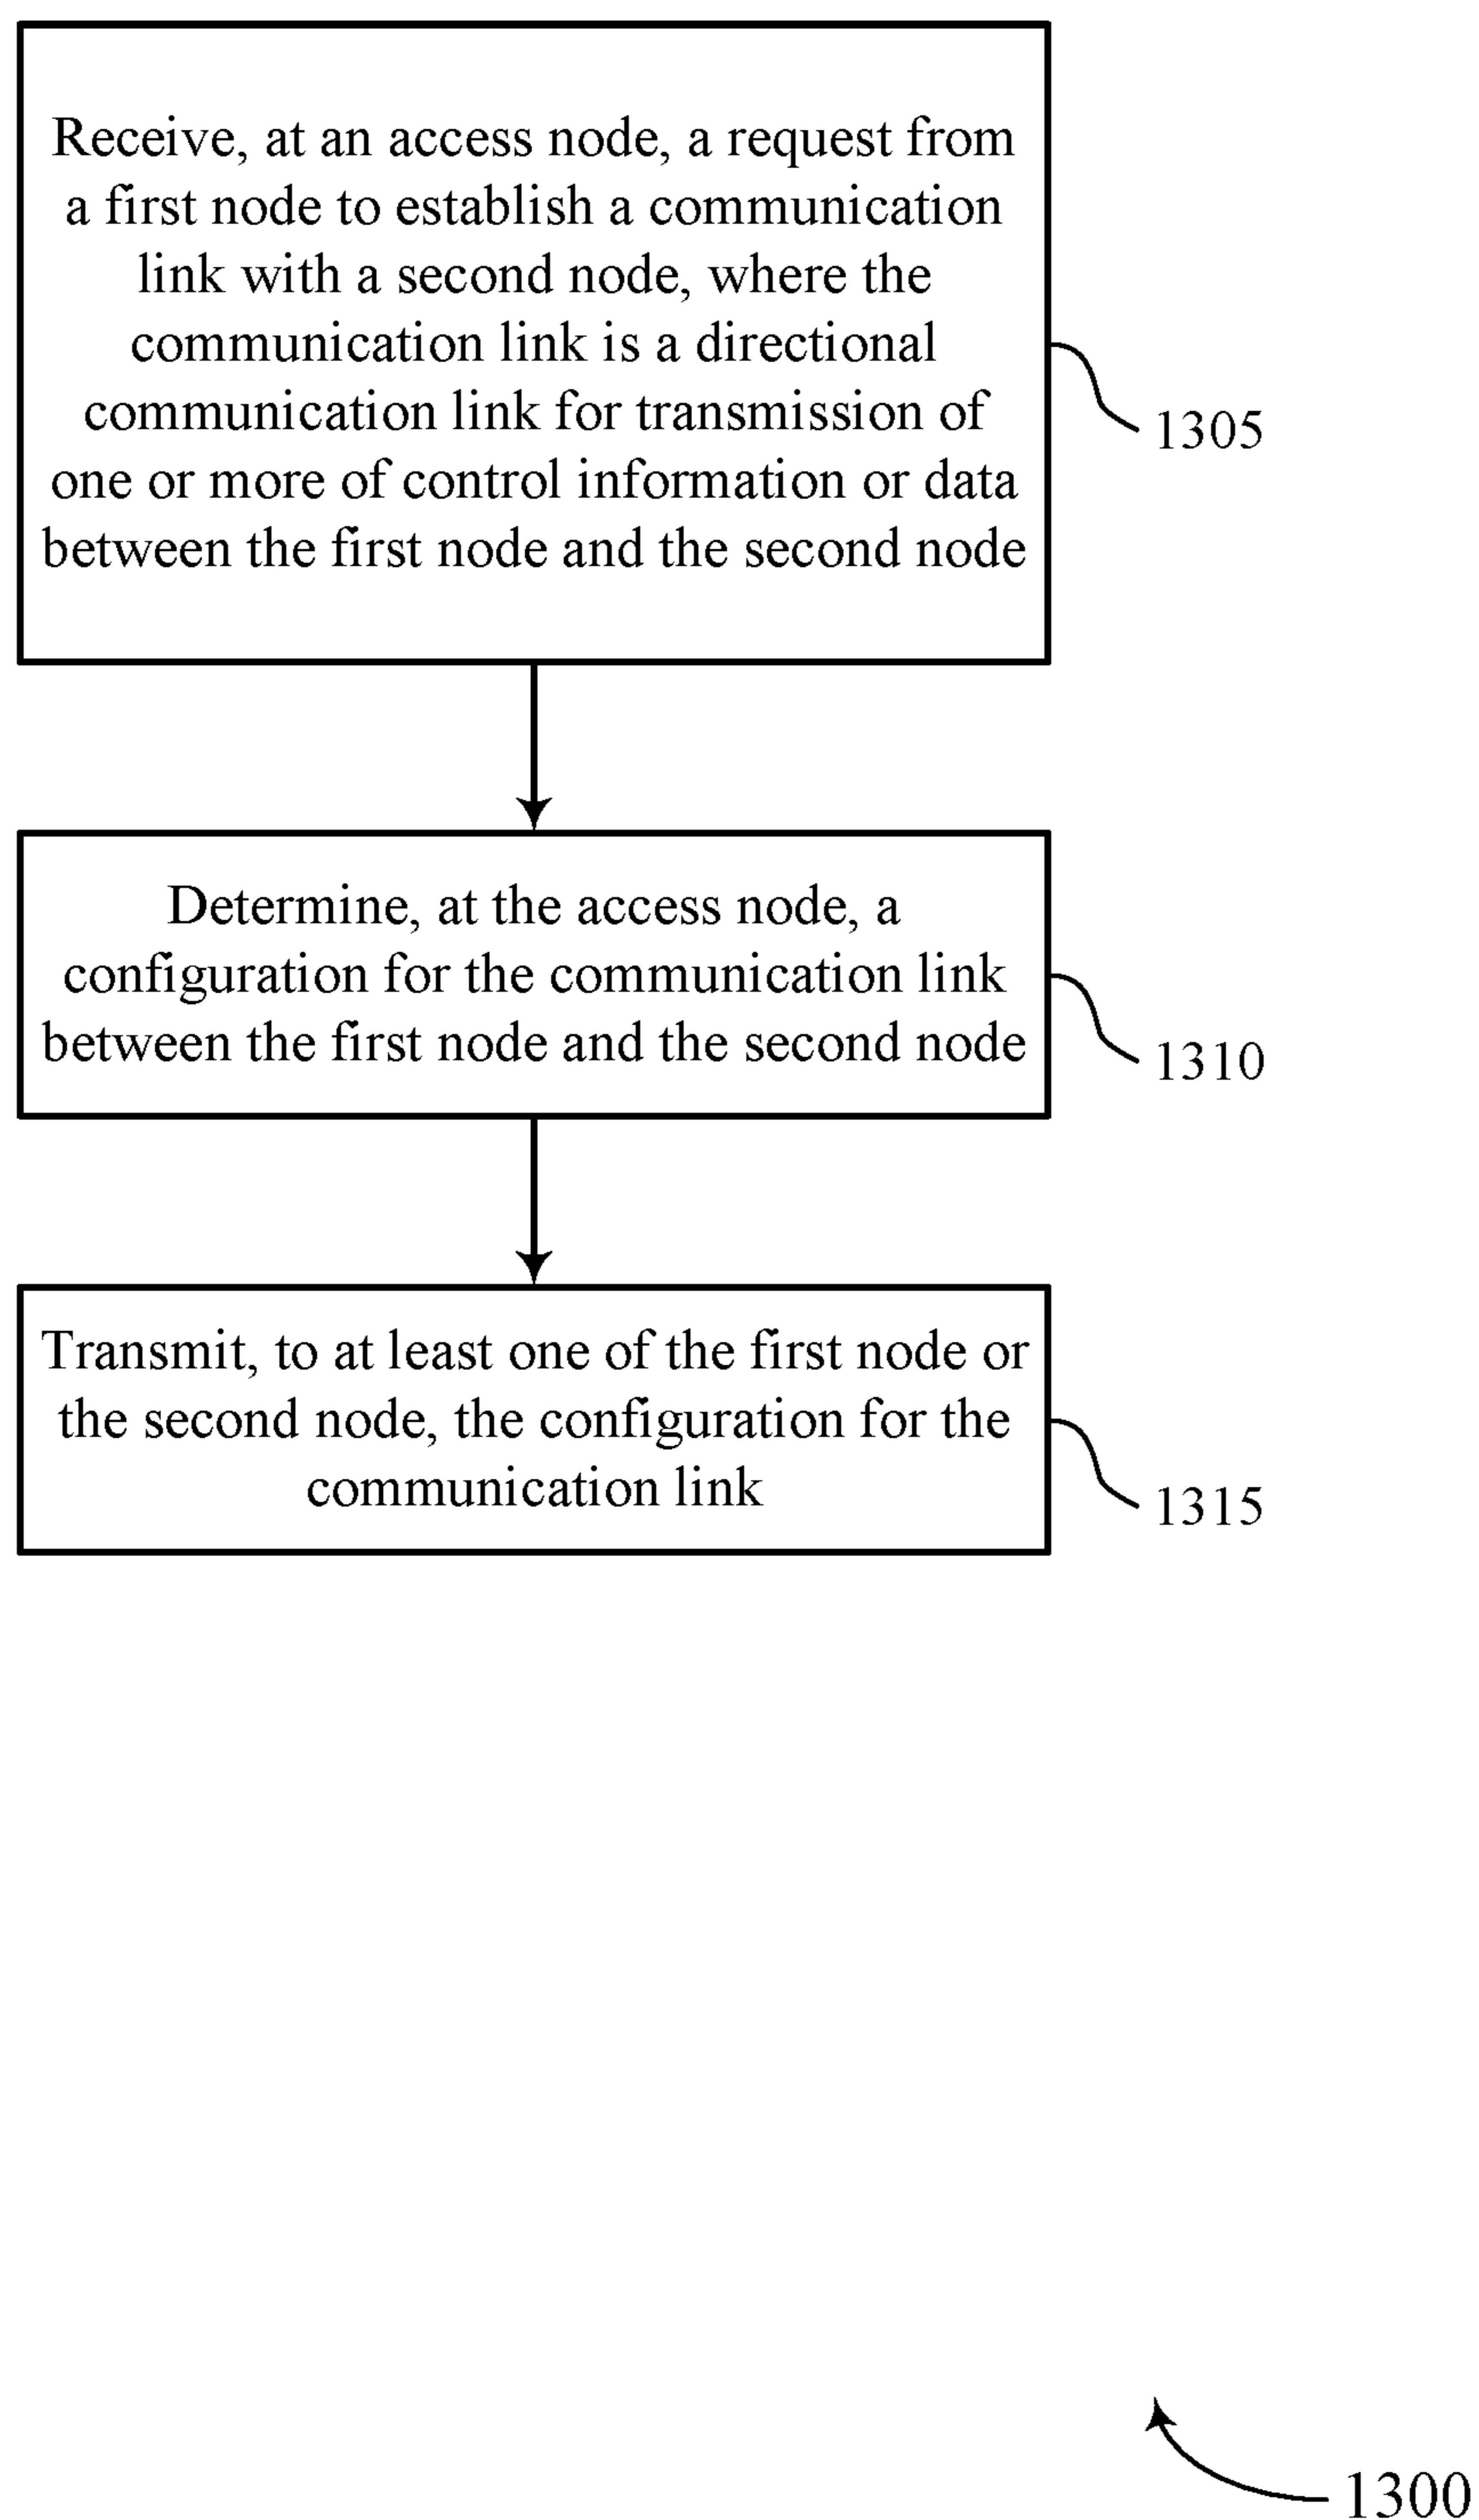 Receive, at an access node, a request from
a first node to establish a communication
link with a second node, where the
communication link is a directional
communication link for transmission of
one or more of control information or data
between the first node and the second node
1305
Determine, at the access node, a
configuration for the communication link
between the first node and the second node
1310
Transmit, to at least one of the first node or
the second node, the configuration for the
communication link
1315
1300